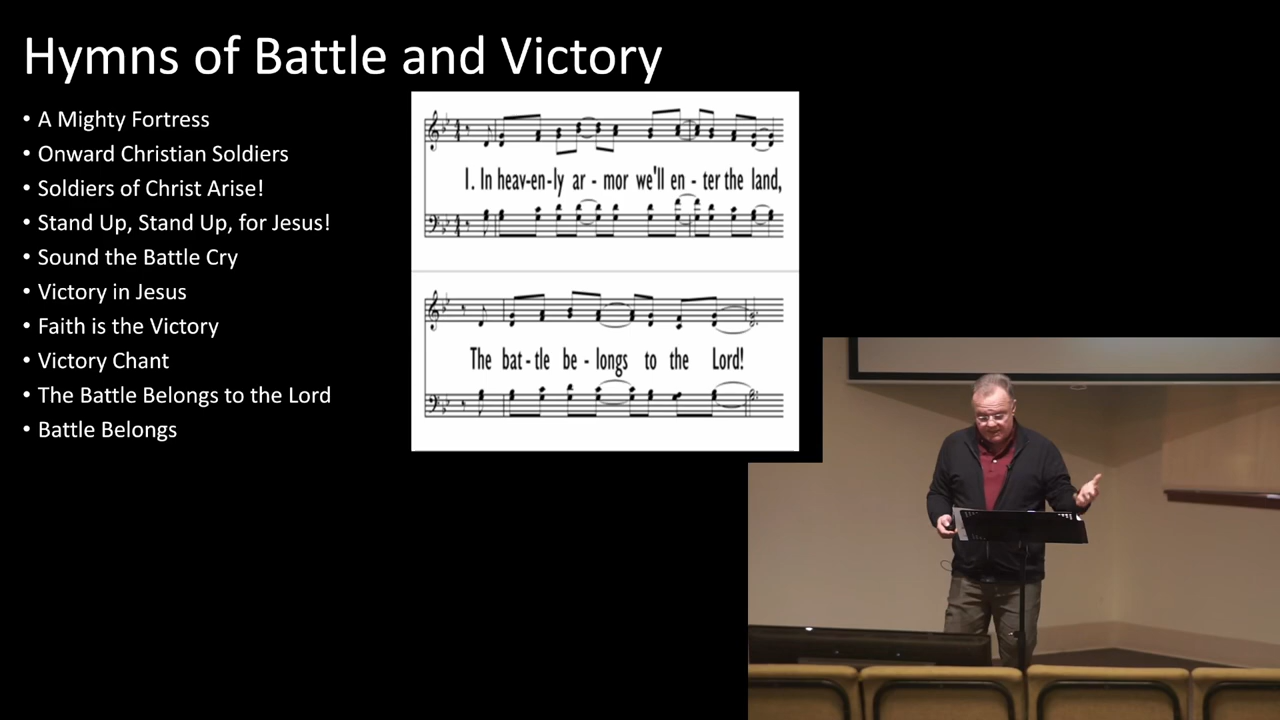 Hymns of Battle and Victory
• A Mighty Fortress
• Onward Christian Soldiers
• Soldiers of Christ Arise!
• Stand Up, Stand Up, for Jesus!
• Sound the Battle Cry
• Victory in Jesus
• Faith is the Victory
• Victory Chant
• The Battle Belongs to the Lord
• Battle Belongs
1. In heav-en-ly ar - mor we'll en - ter the land,
The bat - tle be - longs to the Lord!